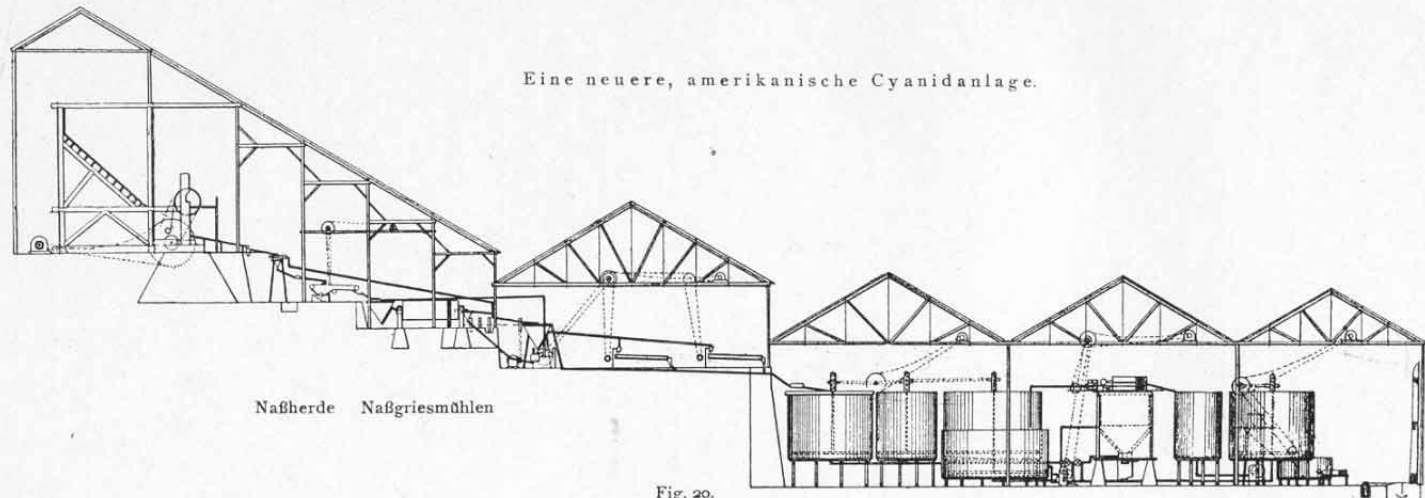 Eine neuere, amerikanische Cyanidanlage.
Naßherde Naßgriesmühlen
Fig. 20.